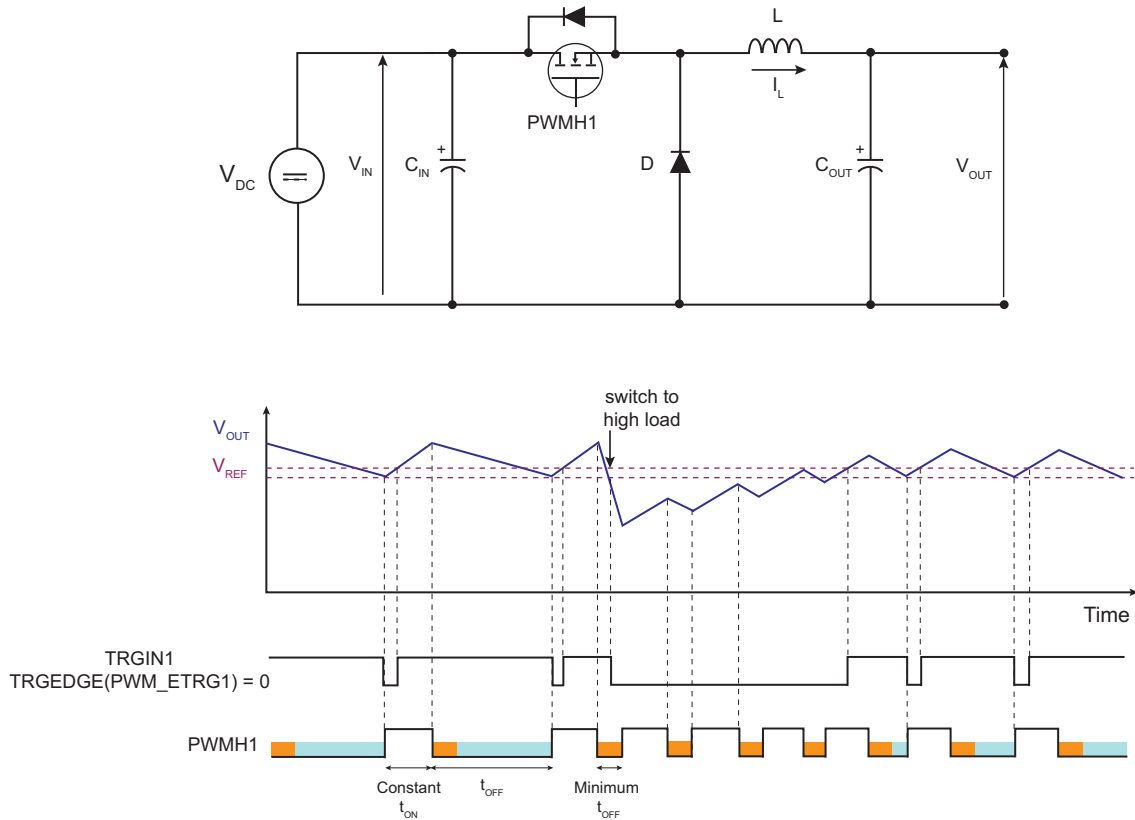 L
I_L
PWMH1
V_DC
V_IN
+
C_IN
D
+
C_OUT
V_OUT
switch to
high load
V_OUT
V_REF
Time
TRGIN1
TRGEDGE(PWM_ETRG1) = 0
PWMH1
Constant
t_ON
t_OFF
Minimum
t_OFF